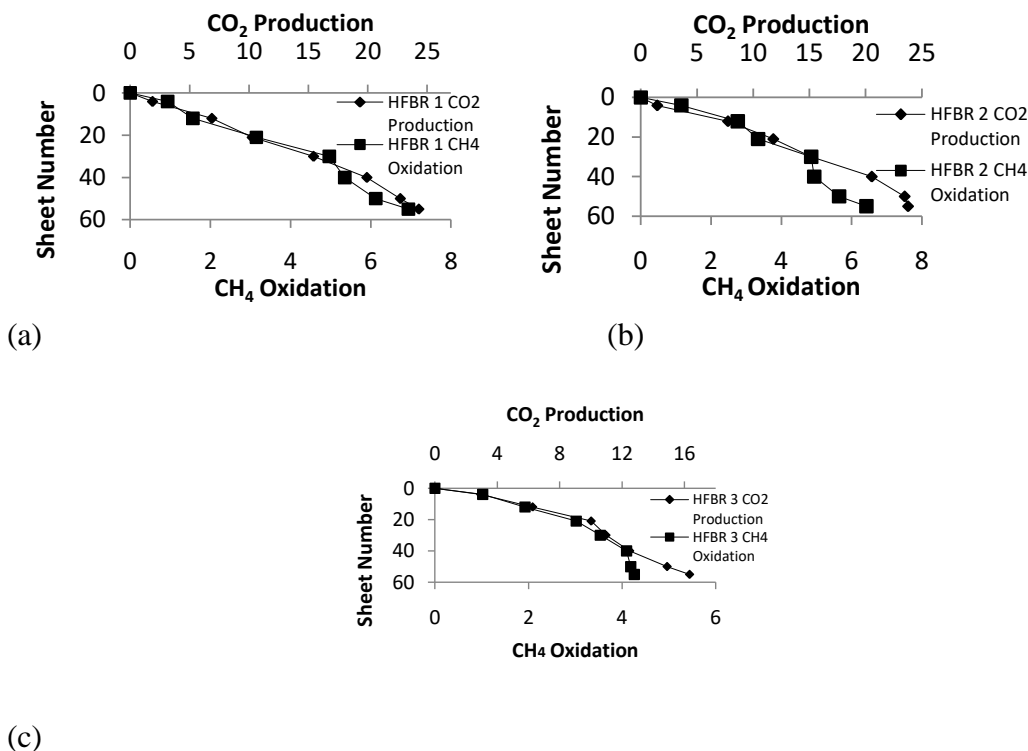 CO2 Production
0 5 10 15 20 25
0
20
40
60
Sheet Number
HFBR 1 CO2
Production
HFBR 1 CH4
Oxidation
0 2 4 6 8
CH4 Oxidation
(a)
CO2 Production
0 5 10 15 20 25
0
20
40
60
Sheet Number
HFBR 2 CO2
Production
HFBR 2 CH4
Oxidation
0 2 4 6 8
CH4 Oxidation
(b)
CO2 Production
0 4 8 12 16
0
20
40
60
Sheet Number
HFBR 3 CO2
Production
HFBR 3 CH4
Oxidation
0 2 4 6
CH4 Oxidation
(c)